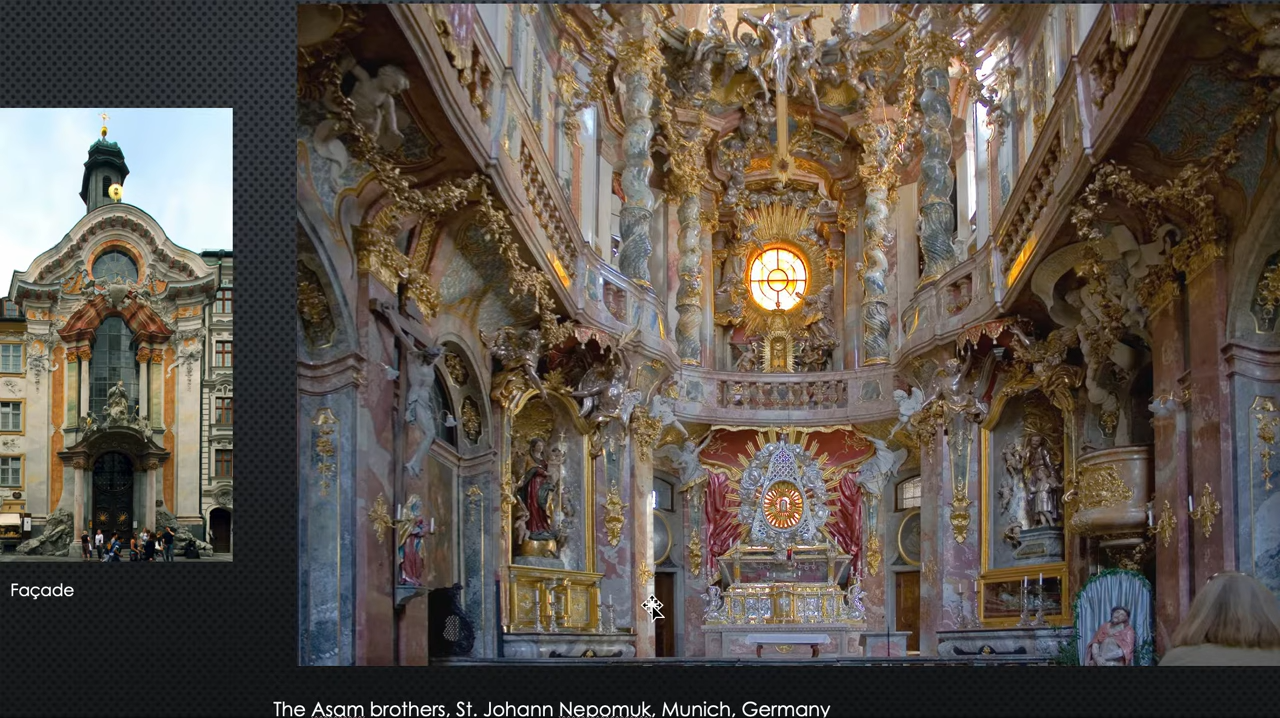 Façade
The Asam brothers, St. Johann Nepomuk, Munich, Germany